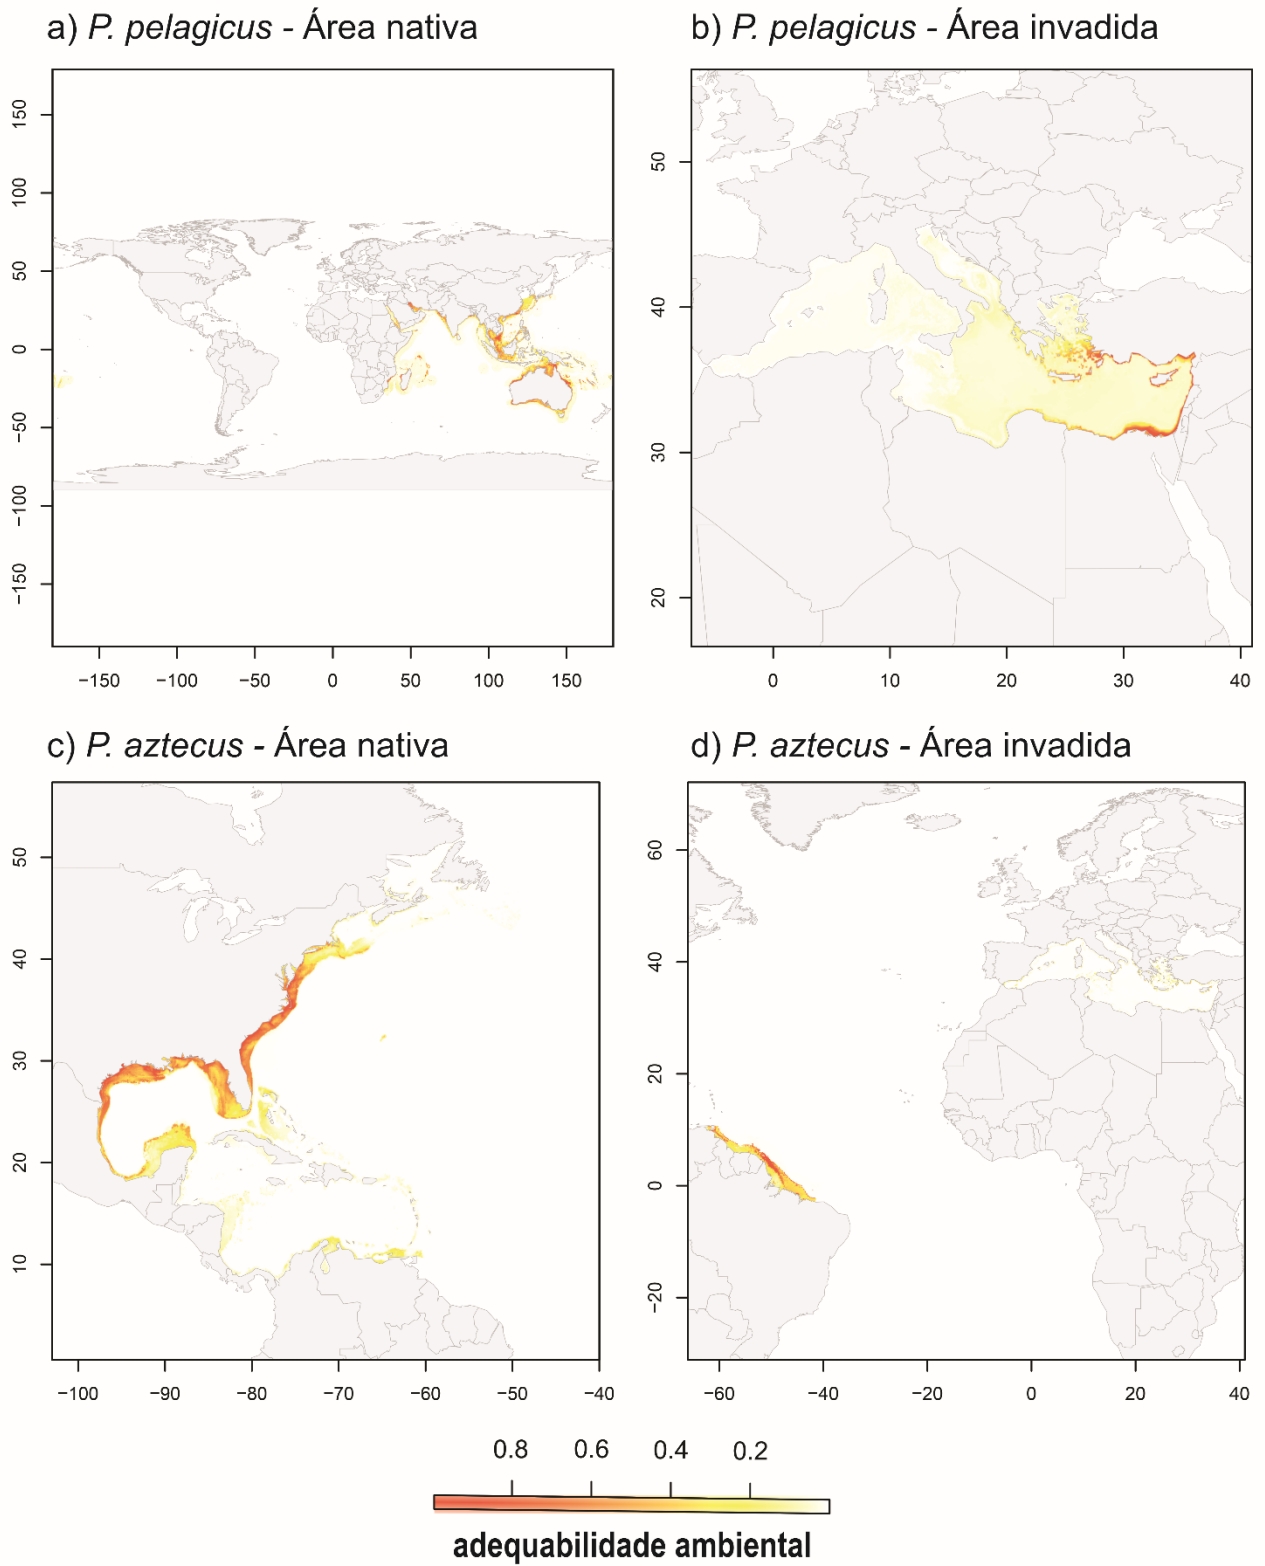 a) P. pelagicus - Área nativa
b) P. pelagicus - Área invadida
150
100
50
0
−50
−100
−150
−150 −100 −50 0 50 100 150
50
40
30
20
0 10 20 30 40
c) P. aztecus - Área nativa
d) P. aztecus - Área invadida
50
40
30
20
10
−100 −90 −80 −70 −60 −50 −40
60
40
20
0
−20
−60 −40 −20 0 20 40
0.8 0.6 0.4 0.2
adequabilidade ambiental